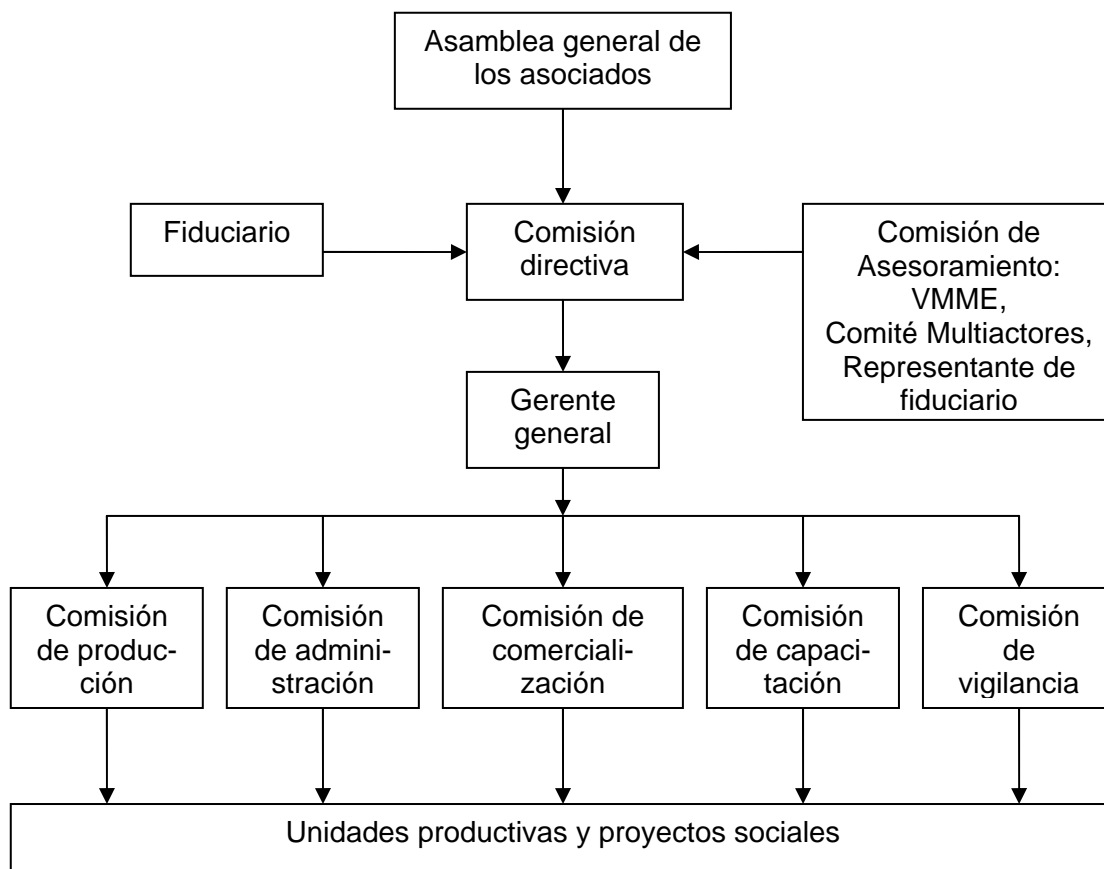 Asamblea general de
los asociados
Fiduciario
Comisión
directiva
Comisión de
Asesoramiento:
VMME,
Comité Multiactores,
Representante de
fiduciario
Gerente
general
Comisión
de produc-
ción
Comisión
de admini-
stración
Comisión de
comerciali-
zación
Comisión
de capaci-
tación
Comisión
de
vigilancia
Unidades productivas y proyectos sociales